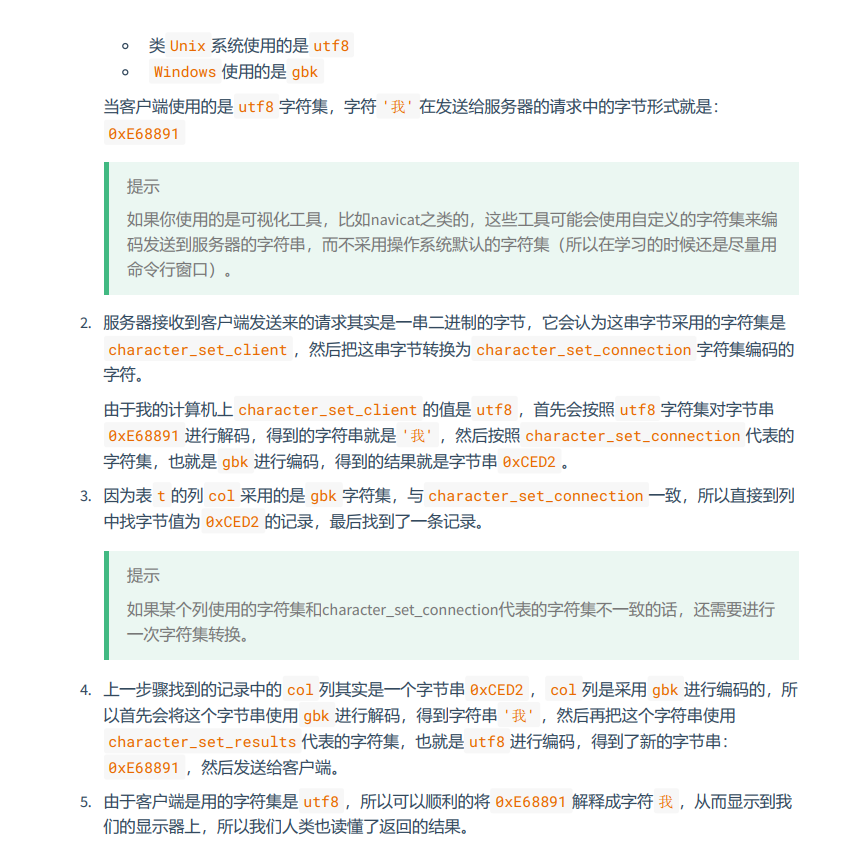 类 Unix 系统使用的是 utf8
Windows 使用的是 gbk
当客户端使用的是 utf8 字符集，字符 '我' 在发送给服务器的请求中的字节形式就是：
0xE68891
提示
如果你使用的是可视化工具，比如navicat之类的，这些工具可能会使用自定义的字符集来编
码发送到服务器的字符串，而不采用操作系统默认的字符集（所以在学习的时候还是尽量用
命令行窗口）。
2. 服务器接收到客户端发送来的请求其实是一串二进制的字节，它会认为这串字节采用的字符集是
character_set_client ，然后把这串字节转换为 character_set_connection 字符集编码的
字符。
由于我的计算机上 character_set_client 的值是 utf8 ，首先会按照 utf8 字符集对字节串
0xE68891 进行解码，得到的字符串就是 '我' ，然后按照 character_set_connection 代表的
字符集，也就是 gbk 进行编码，得到的结果就是字节串 0xCED2 。
3. 因为表 t 的列 col 采用的是 gbk 字符集，与 character_set_connection 一致，所以直接到列
中找字节值为 0xCED2 的记录，最后找到了一条记录。
提示
如果某个列使用的字符集和character_set_connection代表的字符集不一致的话，还需要进行
一次字符集转换。
4. 上一步骤找到的记录中的 col 列其实是一个字节串 0xCED2 ， col 列是采用 gbk 进行编码的，所
以首先会将这个字节串使用 gbk 进行解码，得到字符串 '我' ，然后再把这个字符串使用
character_set_results 代表的字符集，也就是 utf8 进行编码，得到了新的字节串：
0xE68891 ，然后发送给客户端。
5. 由于客户端是用的字符集是 utf8 ，所以可以顺利的将 0xE68891 解释成字符 我 ，从而显示到我
们的显示器上，所以我们人类也读懂了返回的结果。